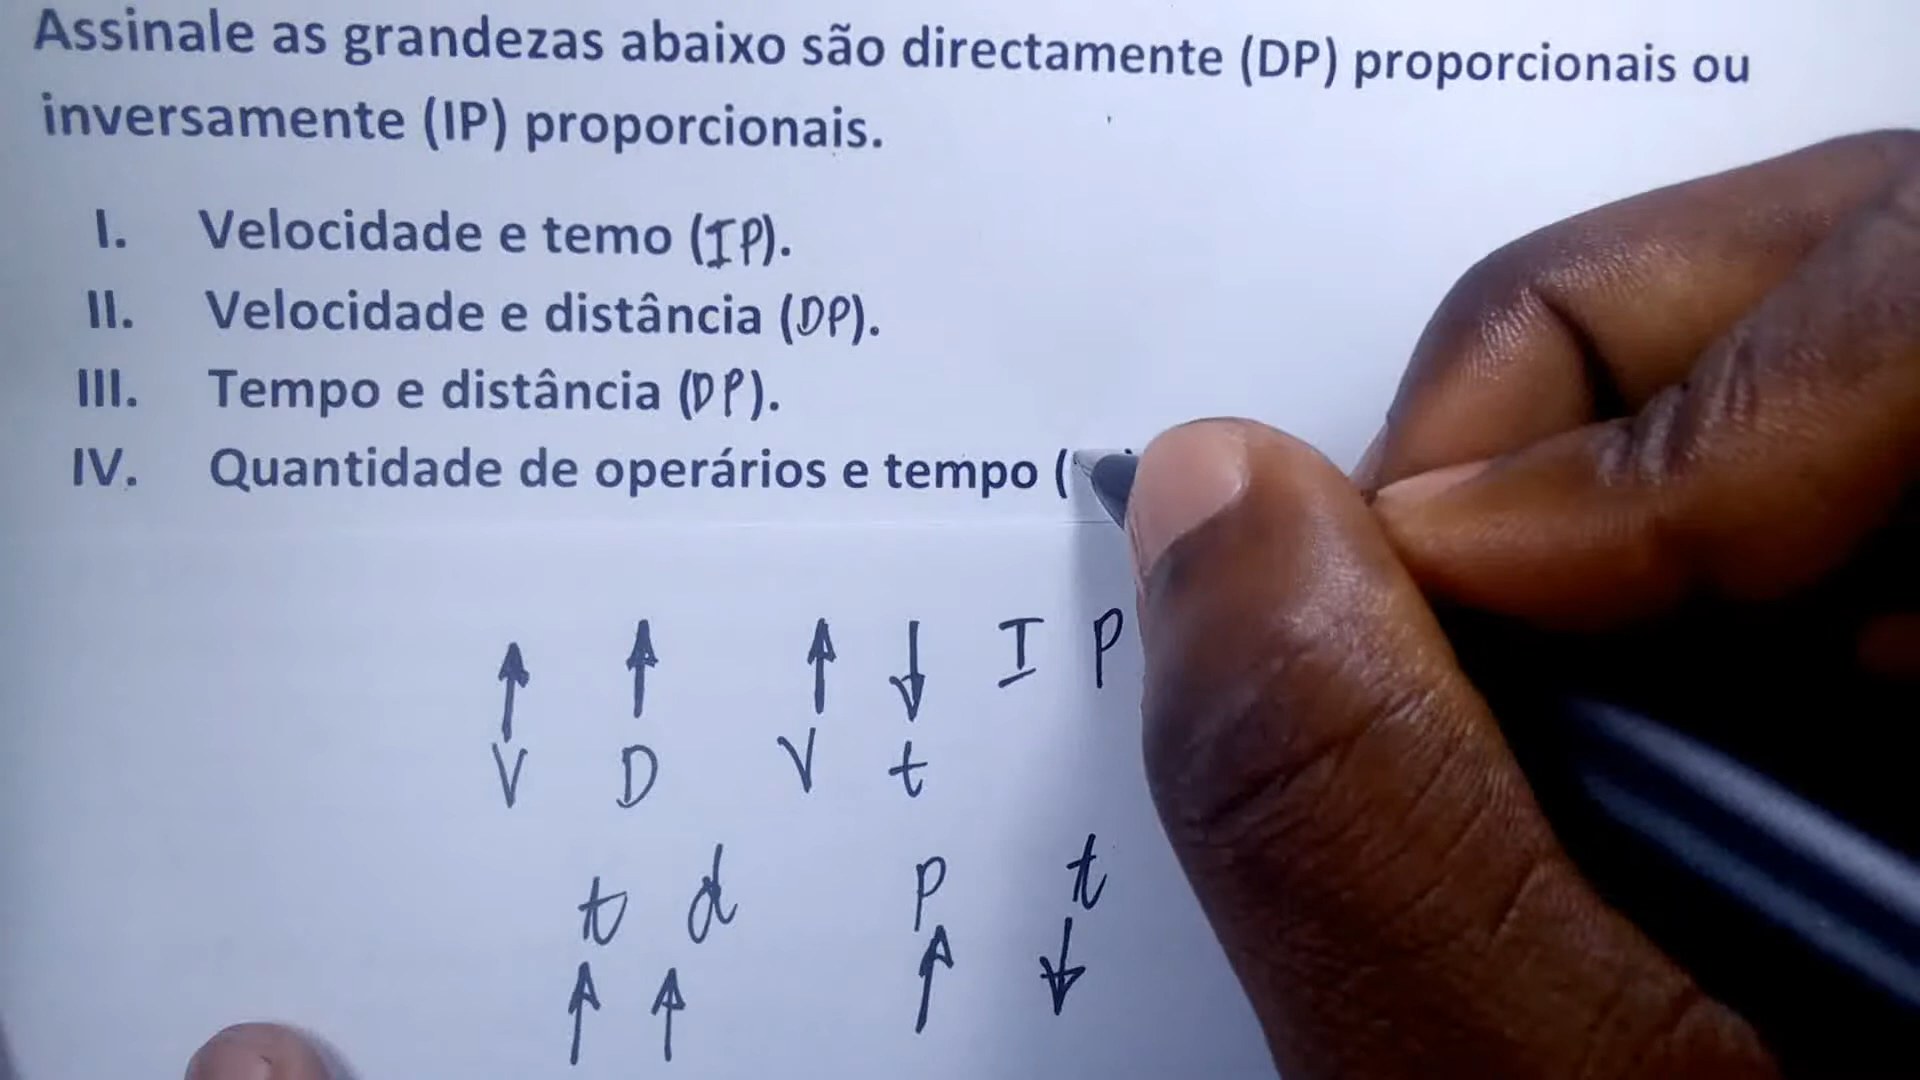 Assinale as grandezas abaixo são directamente (DP) proporcionais ou
inversamente (IP) proporcionais.
I. Velocidade e temo (IP).
II. Velocidade e distância (DP).
III. Tempo e distância (DP).
IV. Quantidade de operários e tempo (
I P
V D V t
t d P t